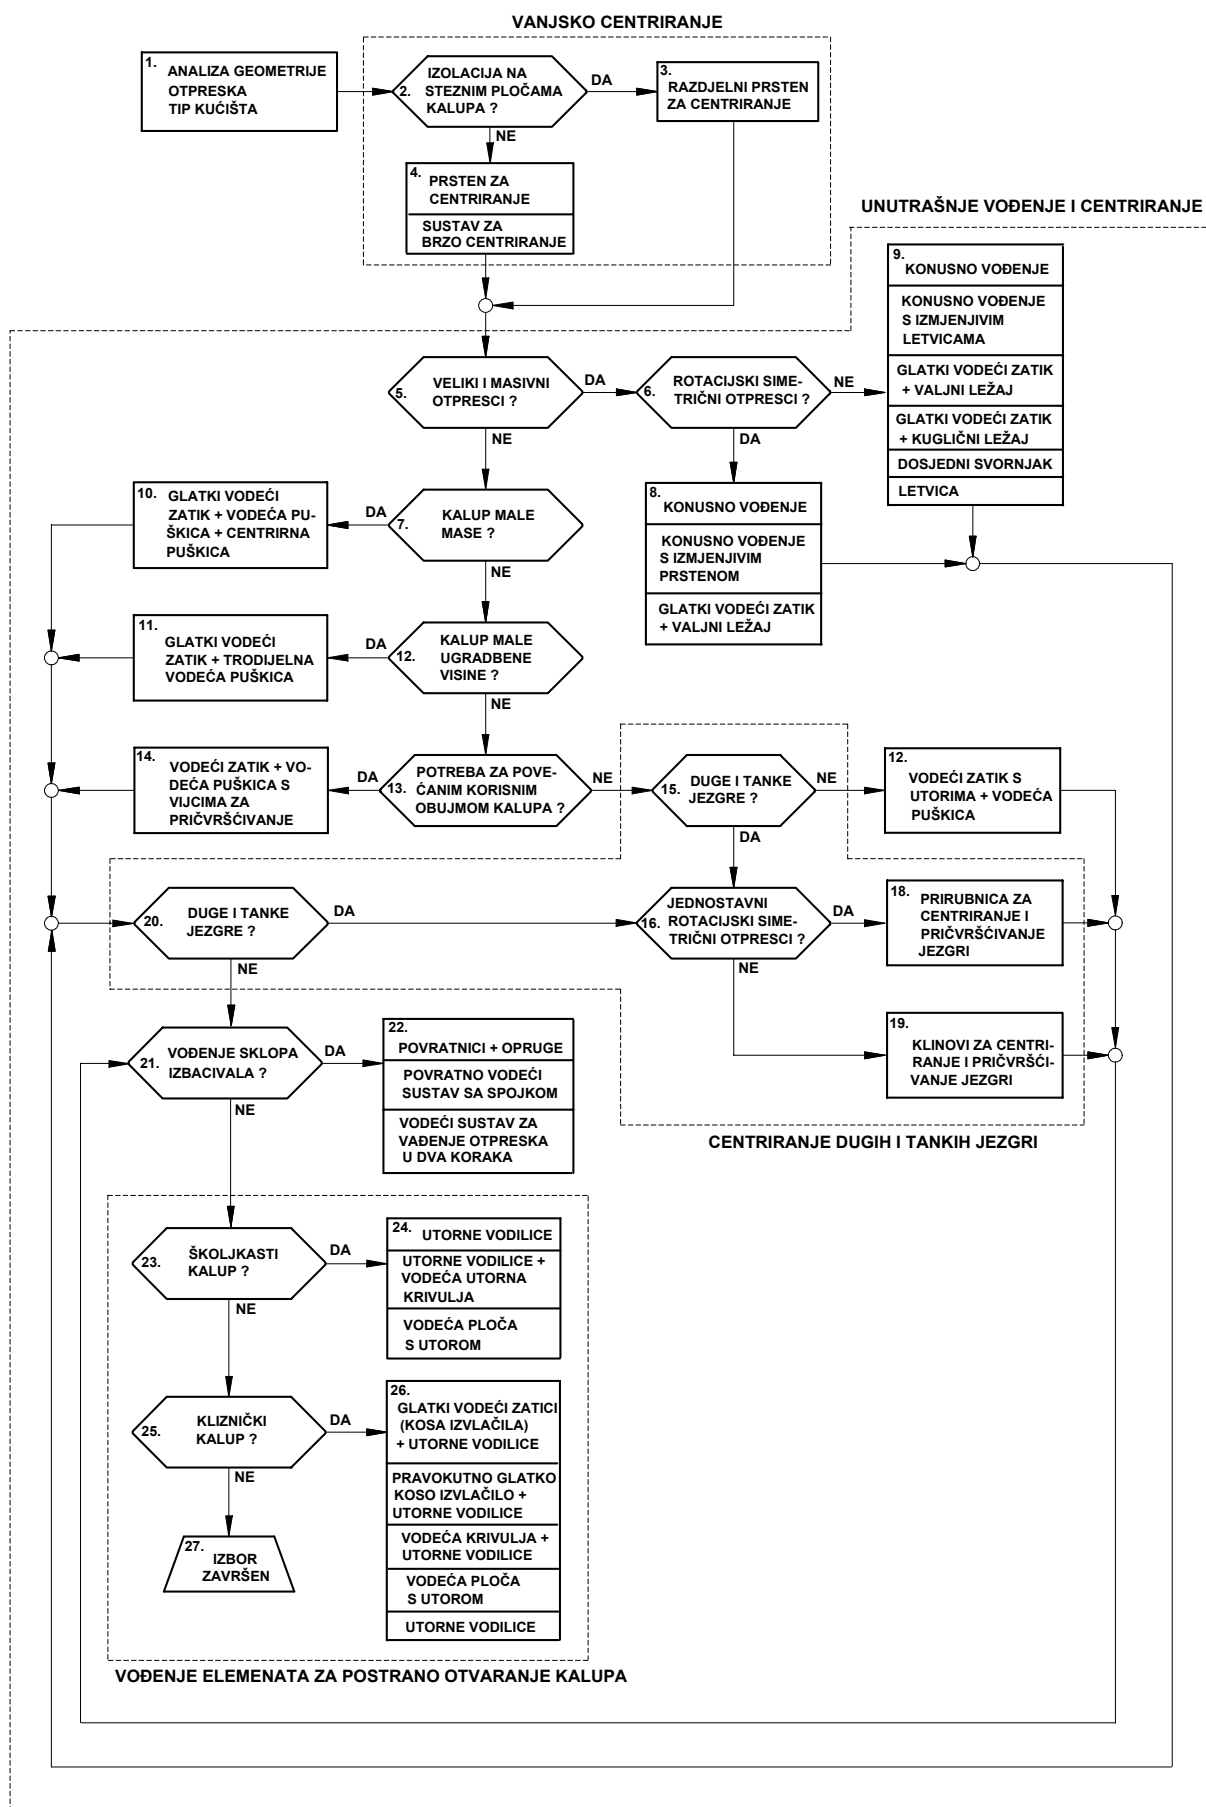 VANJSKO CENTRIRANJE
1.
ANALIZA GEOMETRIJE
OTPRESKA
TIP KUĆIŠTA
2.
IZOLACIJA NA
STEZNIM PLOČAMA
KALUPA ?
DA
NE
3.
RAZDJELNI PRSTEN
ZA CENTRIRANJE
4.
PRSTEN ZA
CENTRIRANJE
SUSTAV ZA
BRZO CENTRIRANJE
UNUTRAŠNJE VOĐENJE I CENTRIRANJE
5.
VELIKI I MASIVNI
OTPRESCI ?
DA
NE
6.
ROTACIJSKI SIME-
TRIČNI OTPRESCI ?
NE
DA
9.
KONUSNO VOĐENJE
KONUSNO VOĐENJE
S IZMJENJIVIM
LETVICAMA
GLATKI VODEĆI ZATIK
+ VALJNI LEŽAJ
GLATKI VODEĆI ZATIK
+ KUGLIČNI LEŽAJ
DOSJEDNI SVORNJAK
LETVICA
10.
GLATKI VODEĆI
ZATIK + VODEĆA PU-
ŠKICA + CENTRIRNA
PUŠKICA
DA
7.
KALUP MALE
MASE ?
NE
8.
KONUSNO VOĐENJE
KONUSNO VOĐENJE
S IZMJENJIVIM
PRSTENOM
GLATKI VODEĆI ZATIK
+ VALJNI LEŽAJ
11.
GLATKI VODEĆI
ZATIK + TRODIJELNA
VODEĆA PUŠKICA
DA
12.
KALUP MALE
UGRADBENE
VISINE ?
NE
14.
VODEĆI ZATIK + VO-
DEĆA PUŠKICA S
VIJCIMA ZA
PRIČVRŠĆIVANJE
DA
13.
POTREBA ZA POVE-
ĆANIM KORISNIM
OBUJMOM KALUPA ?
NE
15.
DUGE I TANKE
JEZGRE ?
NE
DA
12.
VODEĆI ZATIK S
UTORIMA + VODEĆA
PUŠKICA
20.
DUGE I TANKE
JEZGRE ?
DA
NE
16.
JEDNOSTAVNI
ROTACIJSKI SIME-
TRIČNI OTPRESCI ?
DA
NE
18.
PRIRUBNICA ZA
CENTRIRANJE I
PRIČVRŠĆIVANJE
JEZGRI
19.
KLINOVI ZA CENTRI-
RANJE I PRIČVRŠĆI-
VANJE JEZGRI
CENTRIRANJE DUGIH I TANKIH JEZGRI
21.
VOĐENJE SKLOPA
IZBACIVALA ?
DA
NE
22.
POVRATNICI + OPRUGE
POVRATNO VODEĆI
SUSTAV SA SPOJKOM
VODEĆI SUSTAV ZA
VAĐENJE OTPRESKA
U DVA KORAKA
23.
ŠKOLJKASTI
KALUP ?
DA
NE
24.
UTORNE VODILICE
UTORNE VODILICE +
VODEĆA UTORNA
KRIVULJA
VODEĆA PLOČA
S UTOROM
25.
KLIZNIČKI
KALUP ?
DA
NE
26.
GLATKI VODEĆI ZATICI
(KOSA IZVLAČILA)
+ UTORNE VODILICE
PRAVOKUTNO GLATKO
KOSO IZVLAČILO +
UTORNE VODILICE
VODEĆA KRIVULJA +
UTORNE VODILICE
VODEĆA PLOČA
S UTOROM
UTORNE VODILICE
27.
IZBOR
ZAVRŠEN
VOĐENJE ELEMENATA ZA POSTRANO OTVARANJE KALUPA